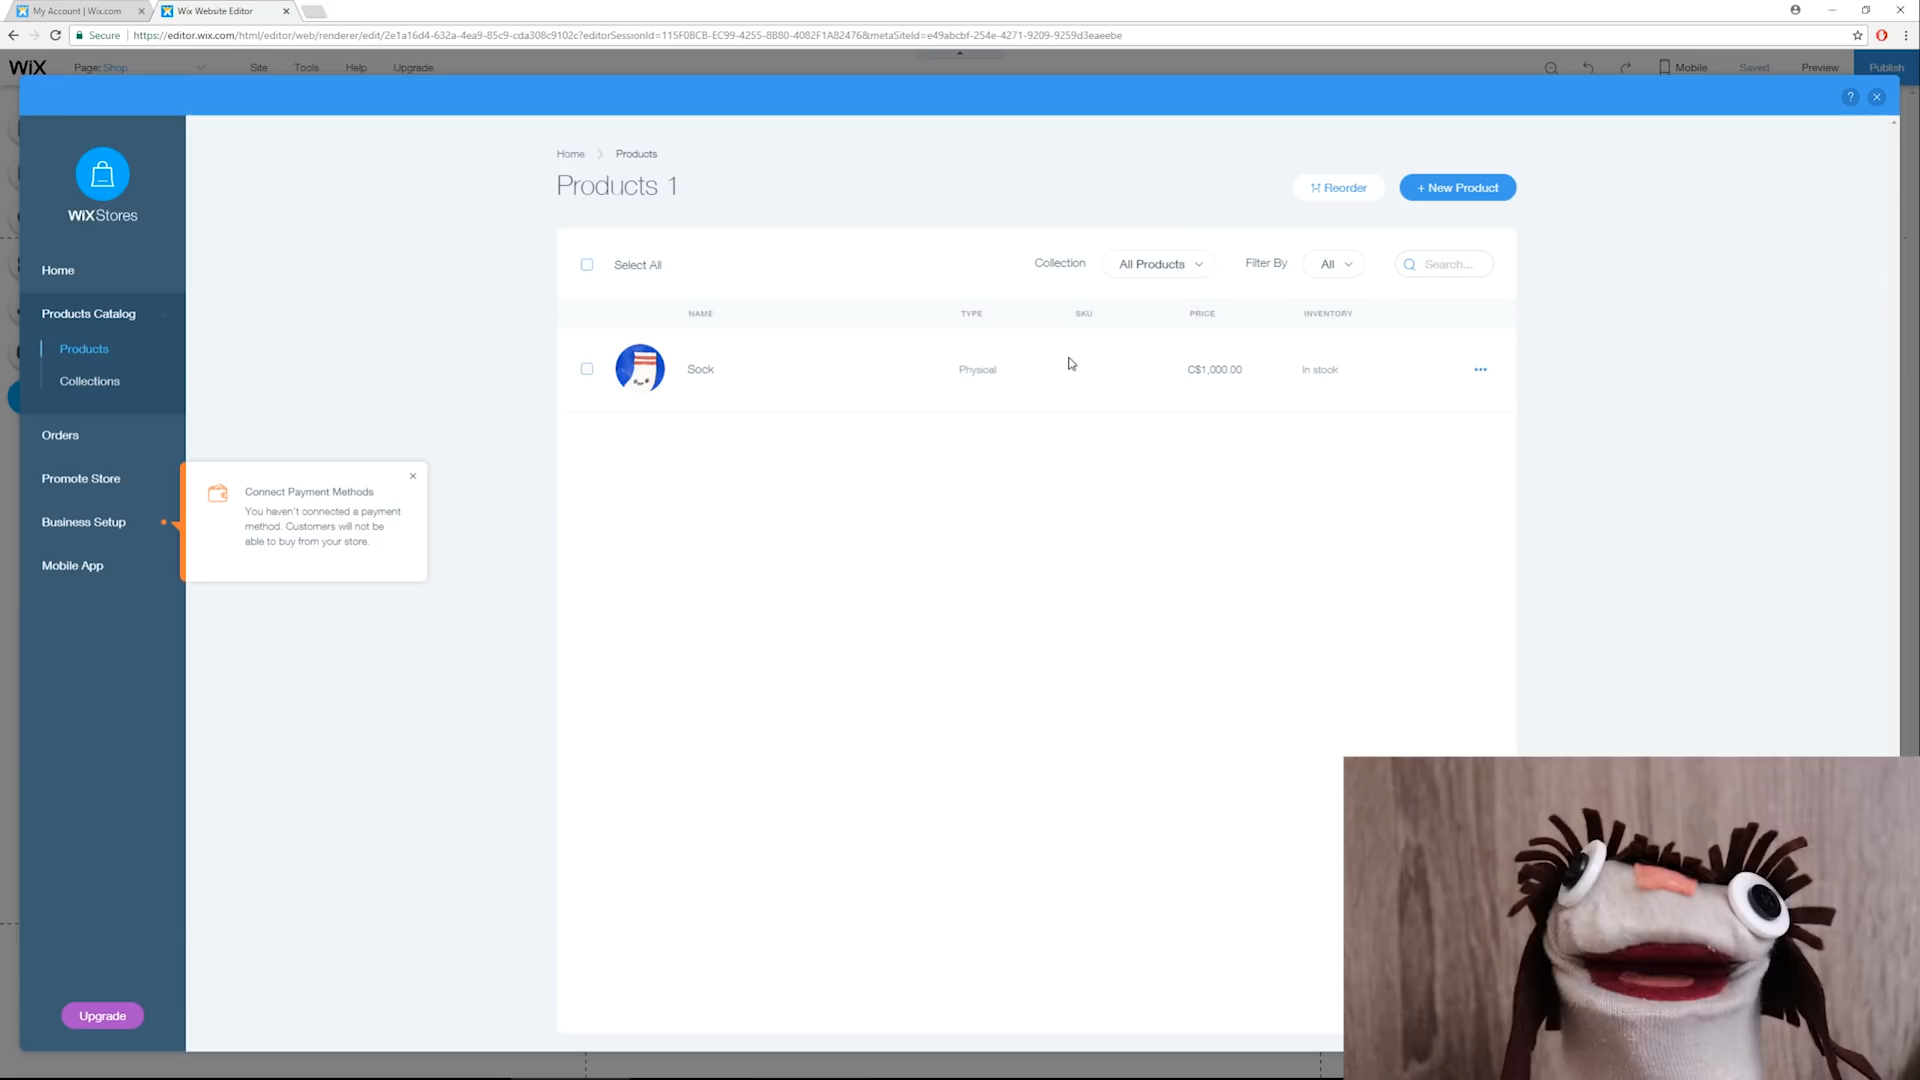 My Account | Wix.com
Wix Website Editor
Secure
https://editor.wix.com/html/editor/web/renderer/edit/2e1a16d4-632a-4ea9-85c9-cda308c9102c?editorSessionId=115F0BCB-EC99-4255-8B80-4082F1A82476&metaSiteId=e49abcbf-254e-4271-9209-9259d3eaeebe
WiX
Page: Shop
Site
Tools
Help
Upgrade
Mobile
Saved
Preview
Publish
?
WiXStores
Home
Products Catalog
Products
Collections
Orders
Promote Store
Business Setup
Mobile App
Upgrade
Connect Payment Methods
You haven't connected a payment
method. Customers will not be
able to buy from your store.
Home > Products
Products 1
Reorder
+ New Product
Select All
Collection
All Products
Filter By
All
Search...
NAME TYPE SKU PRICE INVENTORY
Sock Physical C$1,000.00 In stock